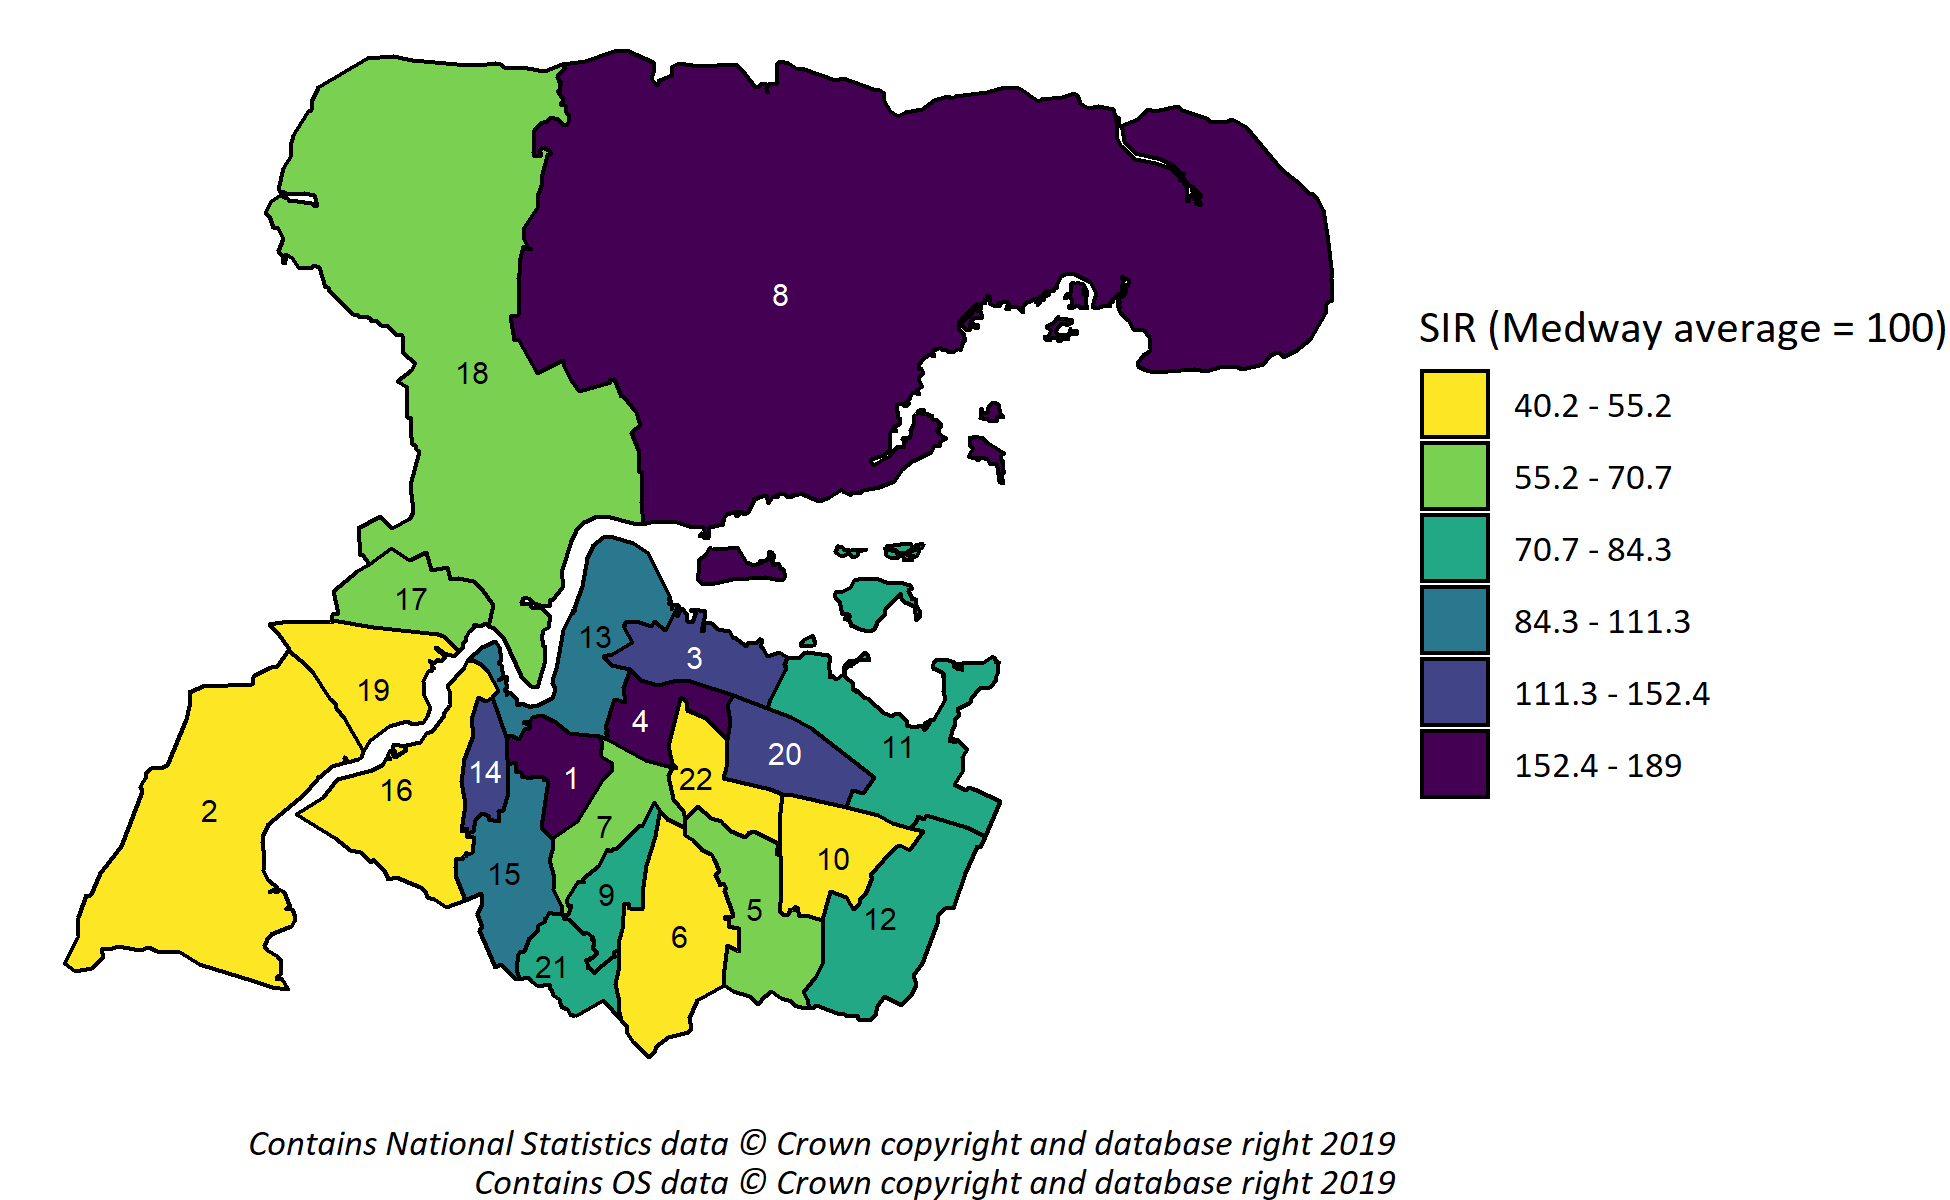 8
18
17
13
3
19
4
11
20
14
1
22
16
2
7
10
15
9
5
12
6
21
SIR (Medway average = 100)
40.2 - 55.2
55.2 - 70.7
70.7 - 84.3
84.3 - 111.3
111.3 - 152.4
152.4 - 189
Contains National Statistics data © Crown copyright and database right 2019
Contains OS data © Crown copyright and database right 2019